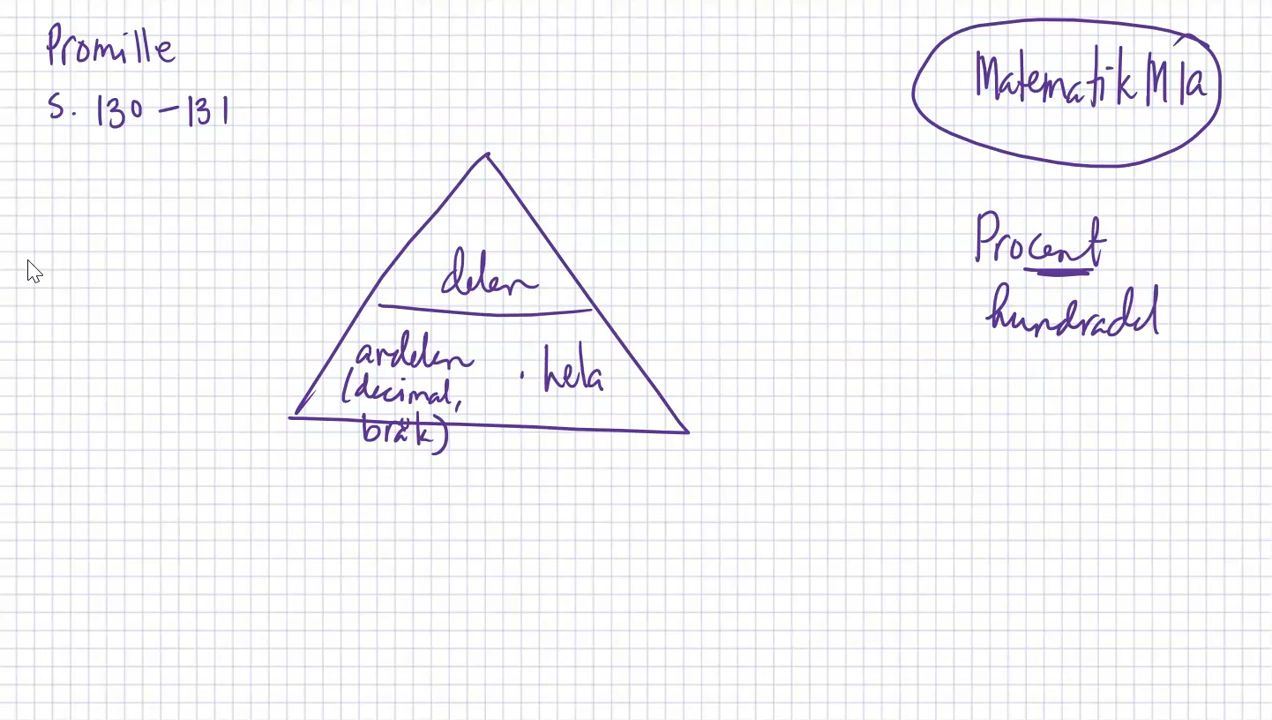 Promille
s. 130-131
Matematik M1a
delen
andelen
(decimal,
bråk)
· hela
Procent
hundradel